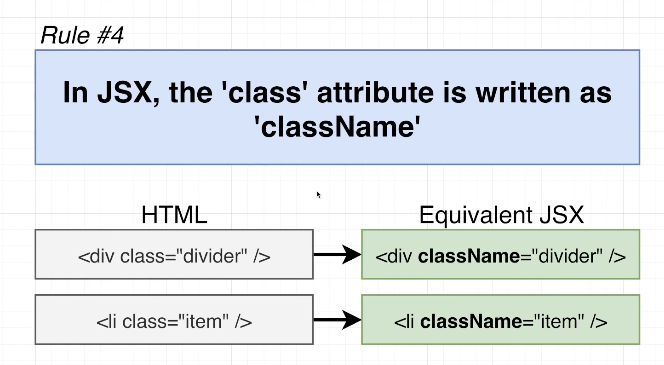 Rule #4
In JSX, the 'class' attribute is written as
'className'
HTML
Equivalent JSX
<div class="divider" />
<div className="divider" />
<li class="item" />
<li className="item" />